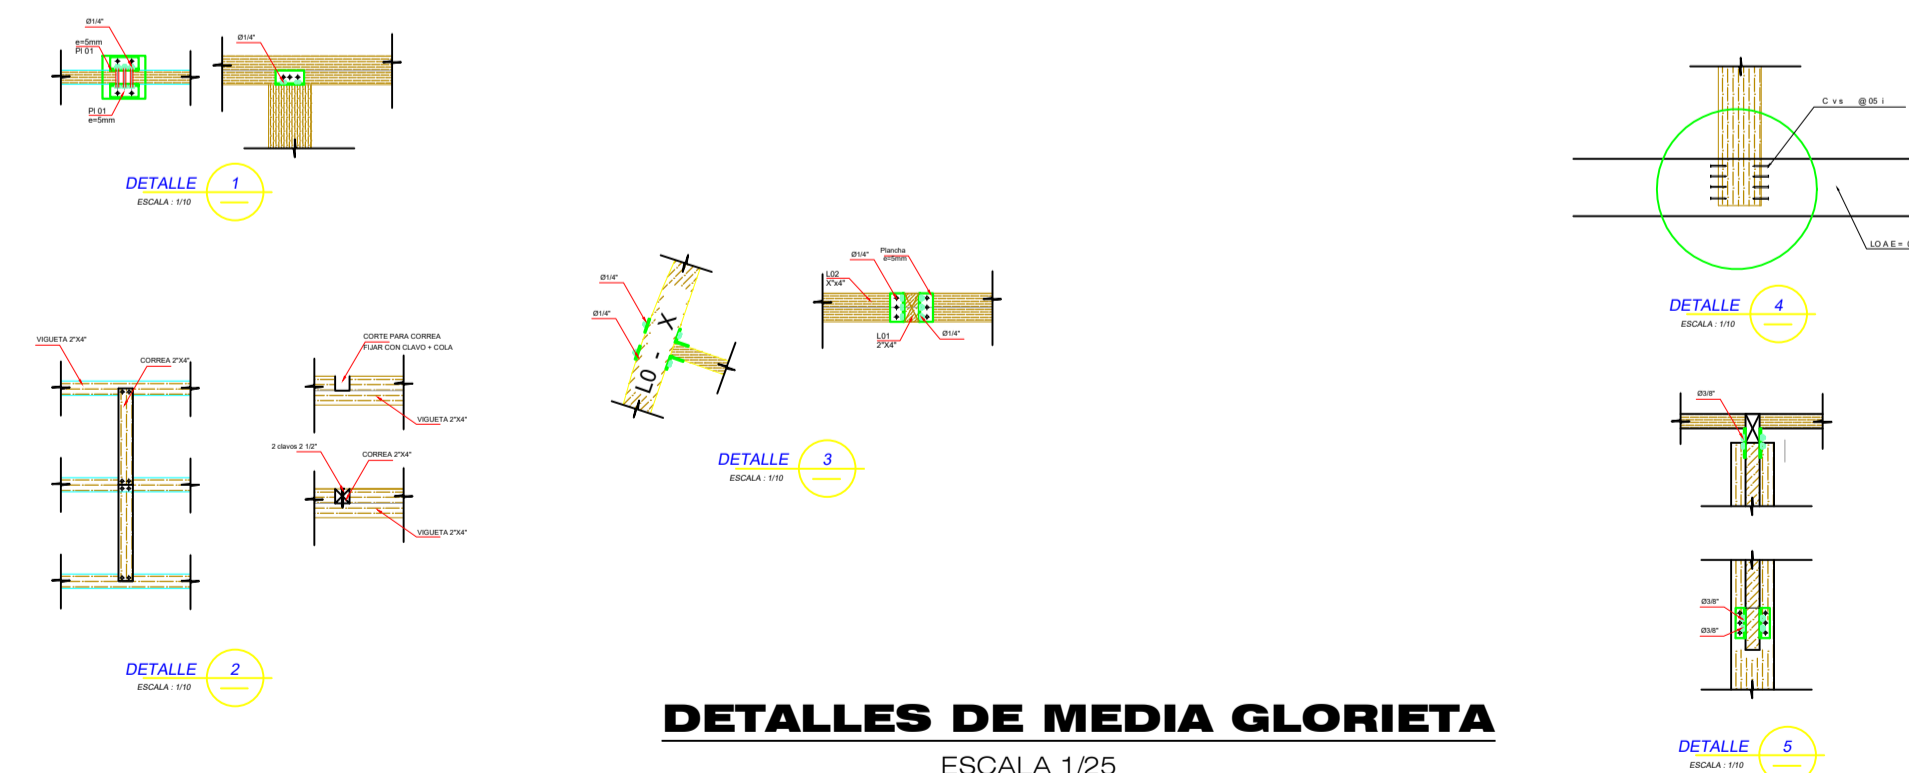 Ø1/4"
e=5mm
Pl 01
Pl 01
e=5mm
Ø1/4"
DETALLE 1
ESCALA : 1/10
VIGUETA 2"X4"
CORREA 2"X4"
CORTE PARA CORREA
FIJAR CON CLAVO + COLA
VIGUETA 2"X4"
2 clavos 2 1/2"
CORREA 2"X4"
VIGUETA 2"X4"
DETALLE 2
ESCALA : 1/10
Ø1/4"
Ø1/4"
L0 - X
Ø1/4"
Plancha
e=5mm
L02
X"x4"
L01
2"X4"
Ø1/4"
DETALLE 3
ESCALA : 1/10
C v s @ 05 i
LO A E =
DETALLE 4
ESCALA : 1/10
Ø3/8"
Ø3/8"
Ø3/8"
DETALLE 5
ESCALA : 1/10
DETALLES DE MEDIA GLORIETA
ESCALA 1/25